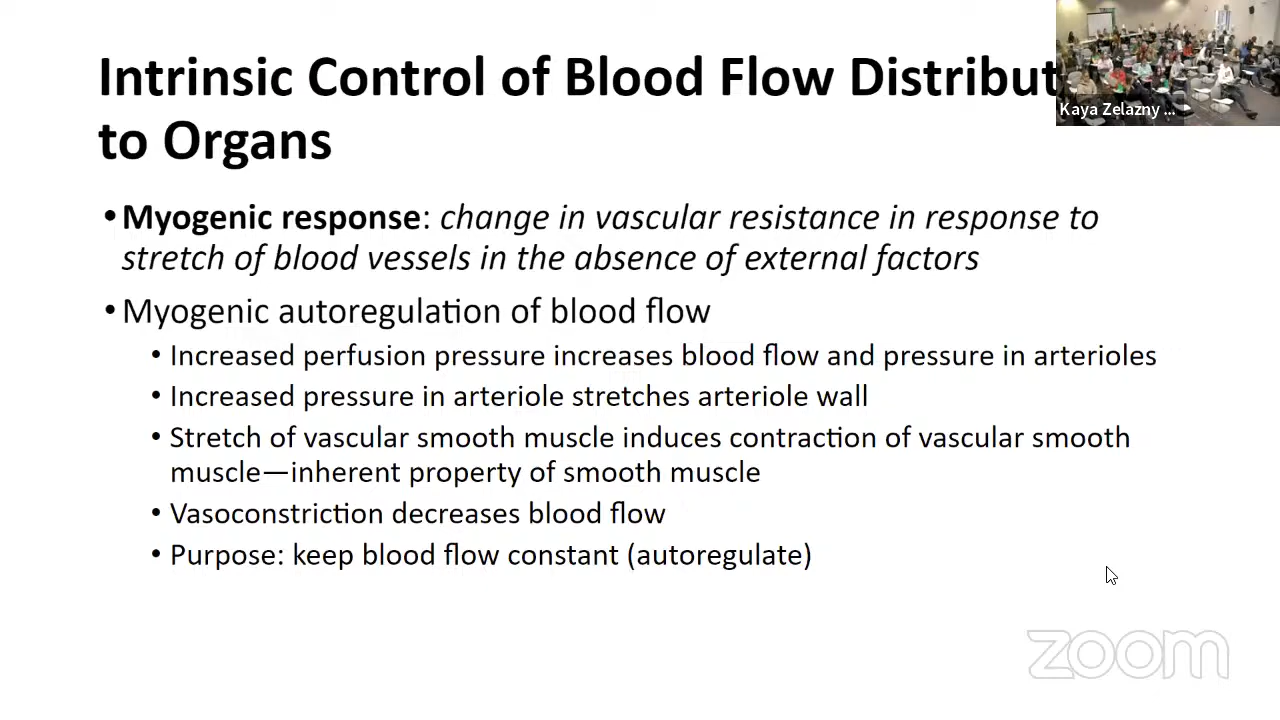 Intrinsic Control of Blood Flow Distribut
to Organs
Kaya Zelazny ...
•Myogenic response: change in vascular resistance in response to
stretch of blood vessels in the absence of external factors
•Myogenic autoregulation of blood flow
• Increased perfusion pressure increases blood flow and pressure in arterioles
• Increased pressure in arteriole stretches arteriole wall
• Stretch of vascular smooth muscle induces contraction of vascular smooth
muscle—inherent property of smooth muscle
• Vasoconstriction decreases blood flow
• Purpose: keep blood flow constant (autoregulate)
zoom